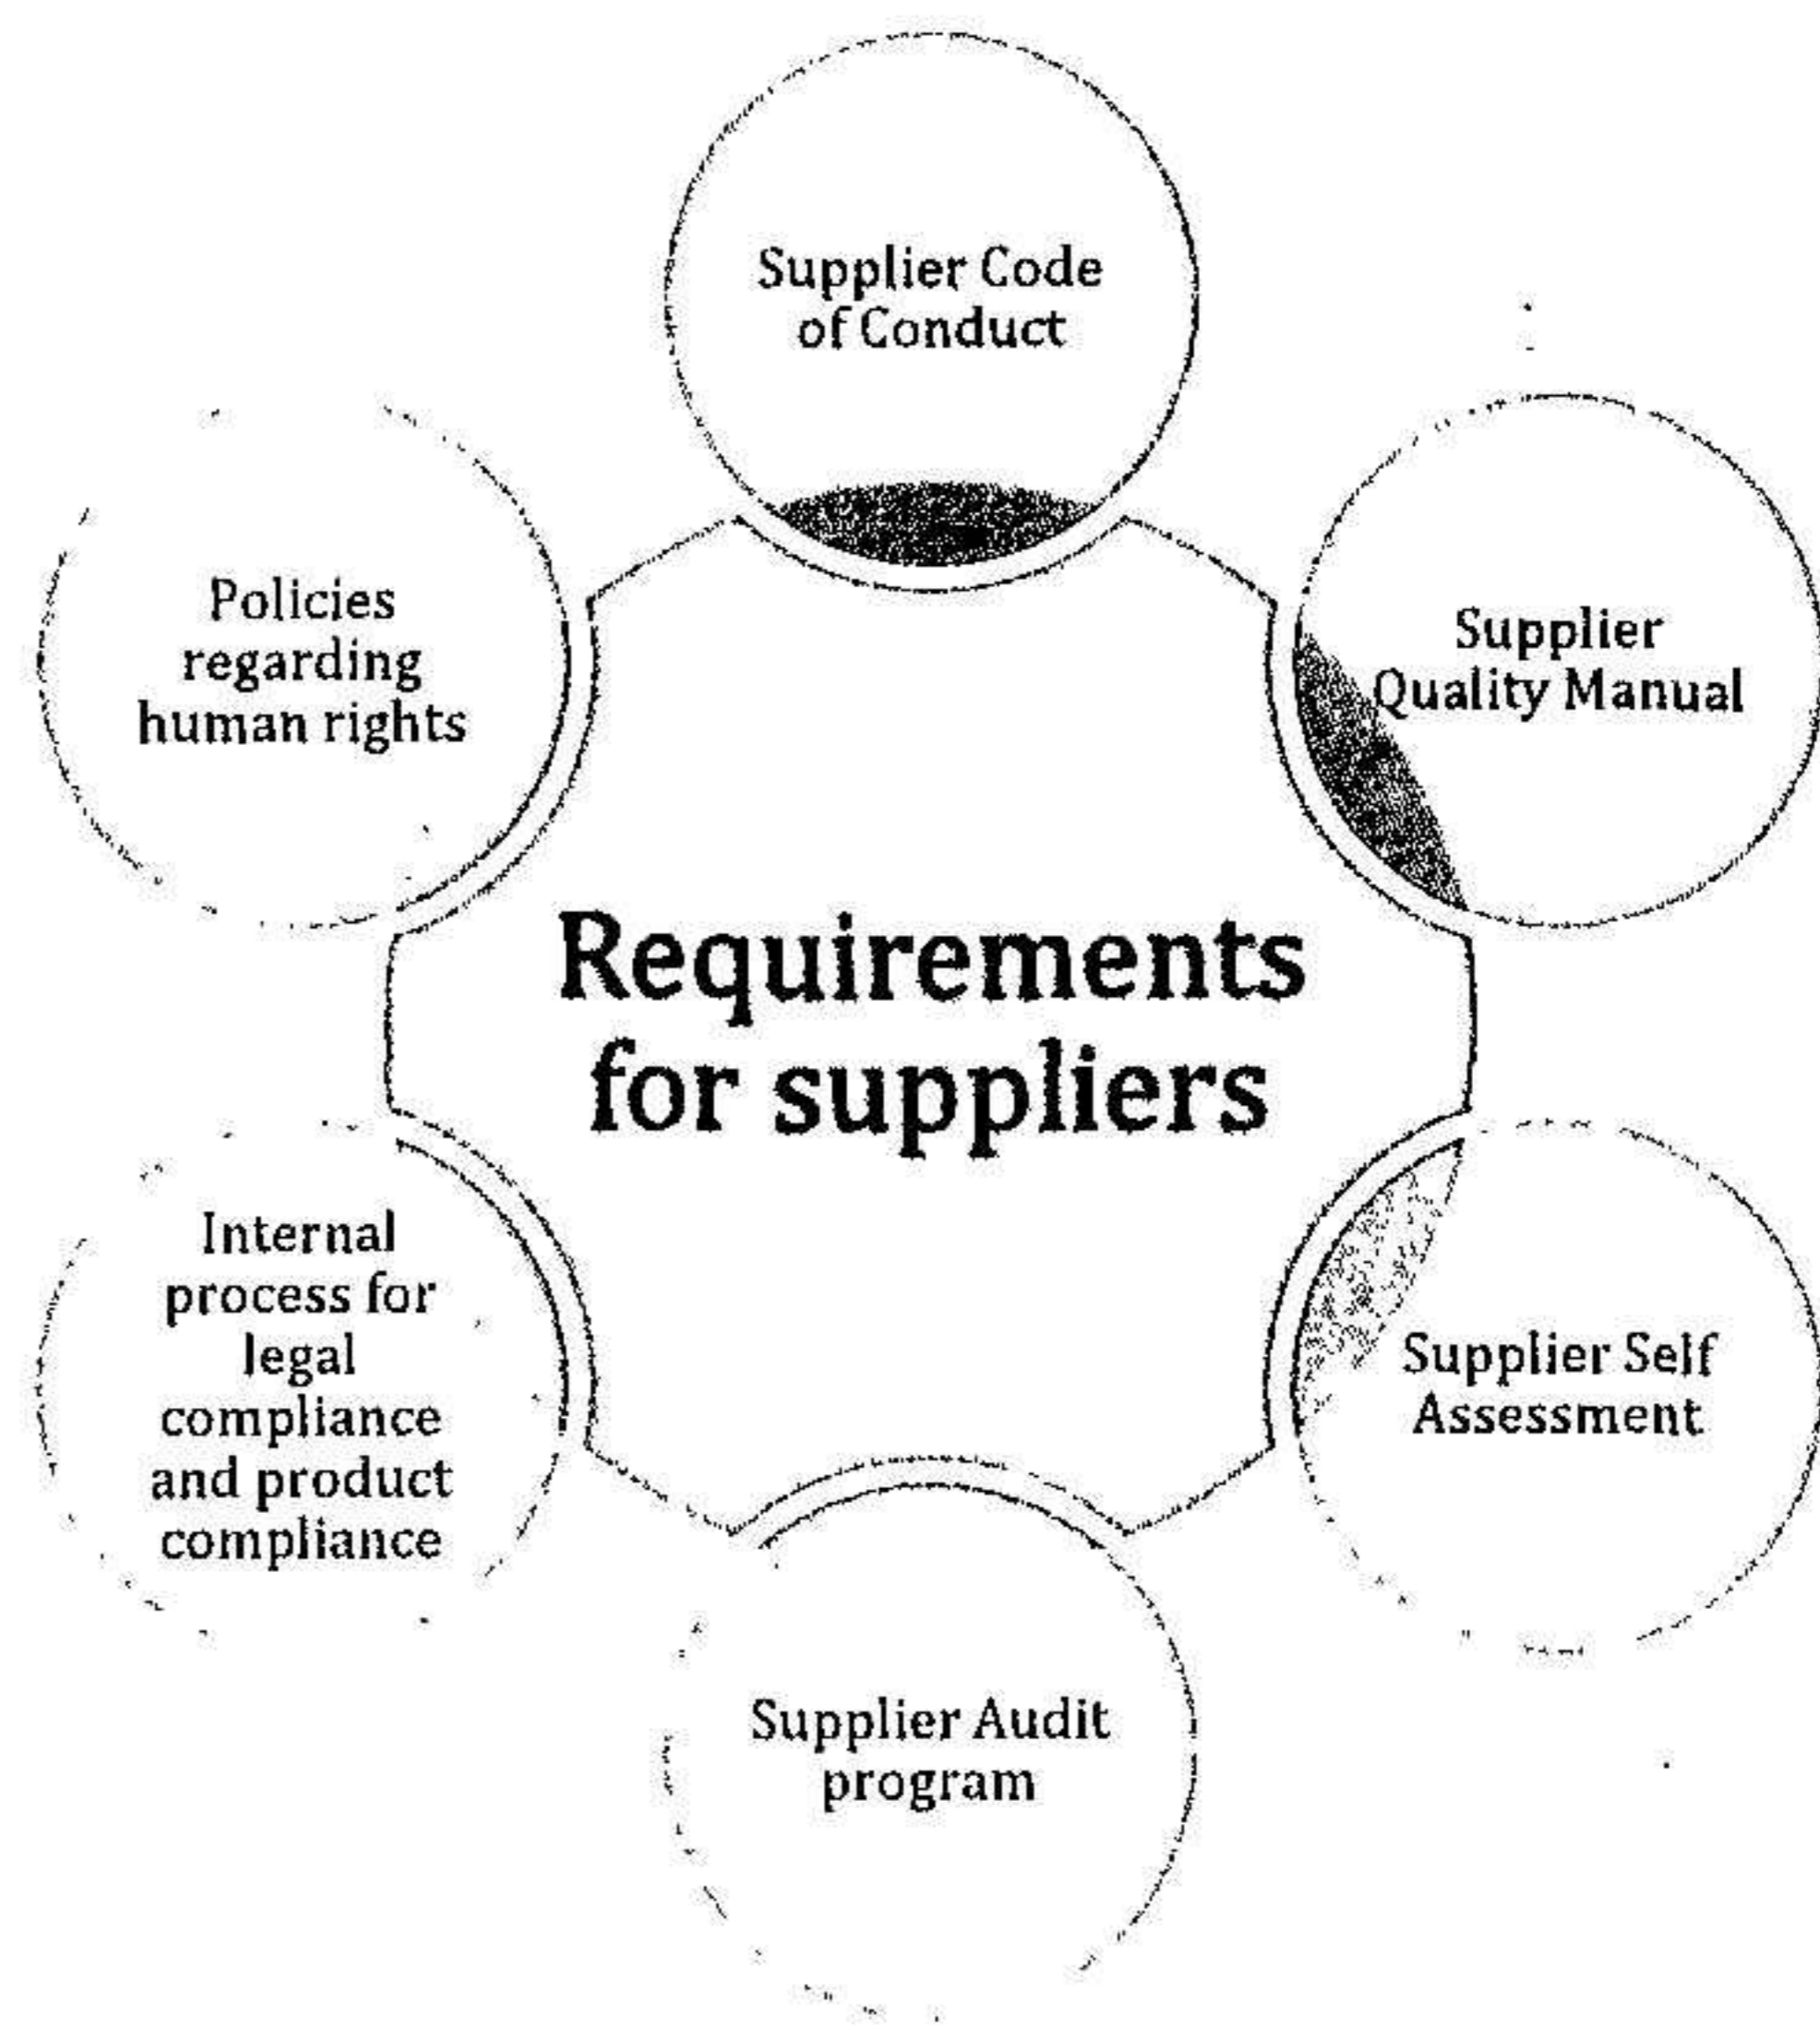 Supplier Code
of Conduct
Supplier
Quality Manual
Supplier Self
Assessment
Supplier Audit
program
Internal
process for
legal
compliance
and product
compliance
Policies
regarding
human rights
Requirements
for suppliers